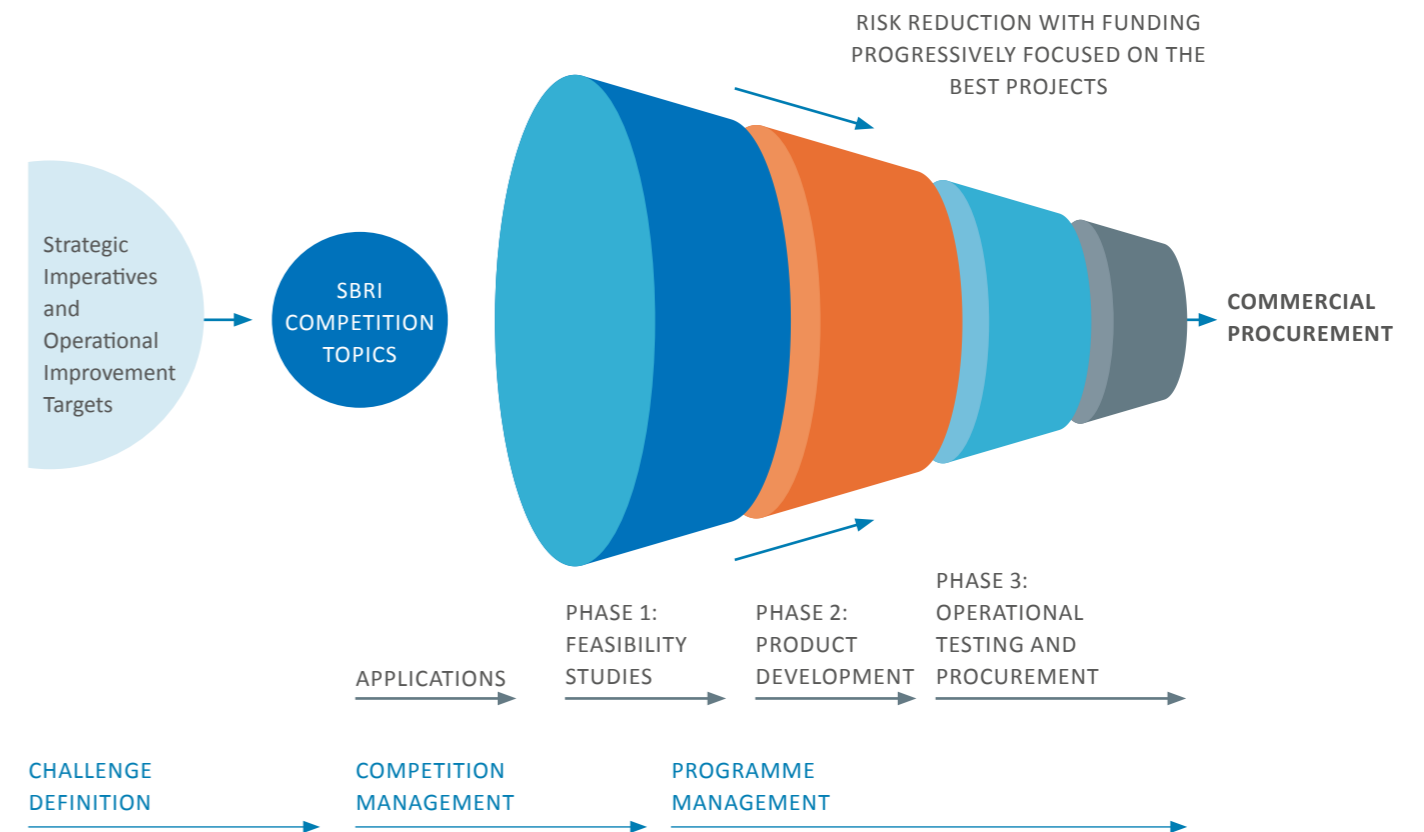 RISK REDUCTION WITH FUNDING
PROGRESSIVELY FOCUSED ON THE
BEST PROJECTS
Strategic
Imperatives
and
Operational
Improvement
Targets
SBRI
COMPETITION
TOPICS
COMMERCIAL
PROCUREMENT
APPLICATIONS
PHASE 1:
FEASIBILITY
STUDIES
PHASE 2:
PRODUCT
DEVELOPMENT
PHASE 3:
OPERATIONAL
TESTING AND
PROCUREMENT
CHALLENGE
DEFINITION
COMPETITION
MANAGEMENT
PROGRAMME
MANAGEMENT